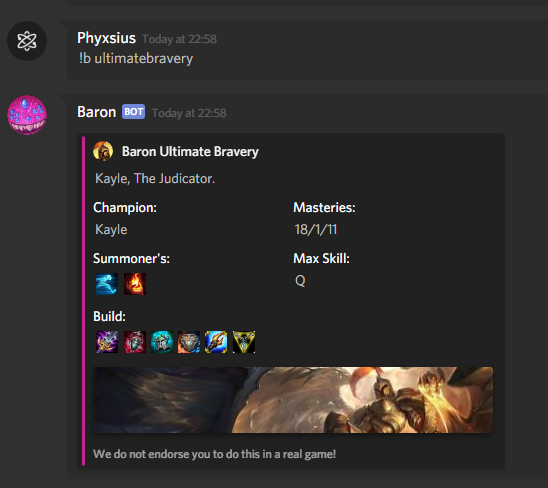 Phyxsius Today at 22:58
!b ultimatebravery
Baron BOT Today at 22:58
Baron Ultimate Bravery
Kayle, The Judicator.
Champion: Masteries:
Kayle 18/1/11
Summoner's: Max Skill:
Q
Build:
We do not endorse you to do this in a real game!